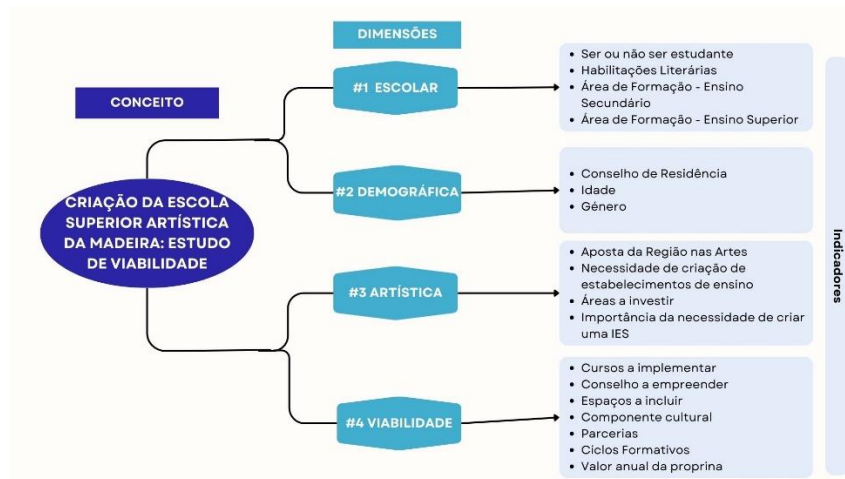 DIMENSÕES
CONCEITO
CRIAÇÃO DA ESCOLA
SUPERIOR ARTÍSTICA
DA MADEIRA: ESTUDO
DE VIABILIDADE
#1 ESCOLAR
• Ser ou não ser estudante
• Habilitações Literárias
• Área de Formação - Ensino
Secundário
• Área de Formação - Ensino Superior
#2 DEMOGRÁFICA
• Conselho de Residência
• Idade
• Género
#3 ARTÍSTICA
• Aposta da Região nas Artes
• Necessidade de criação de
estabelecimentos de ensino
• Áreas a investir
• Importância da necessidade de criar
uma IES
#4 VIABILIDADE
• Cursos a implementar
• Conselho a empreender
• Espaços a incluir
• Componente cultural
• Parcerias
• Ciclos Formativos
• Valor anual da proprina
Indicadores